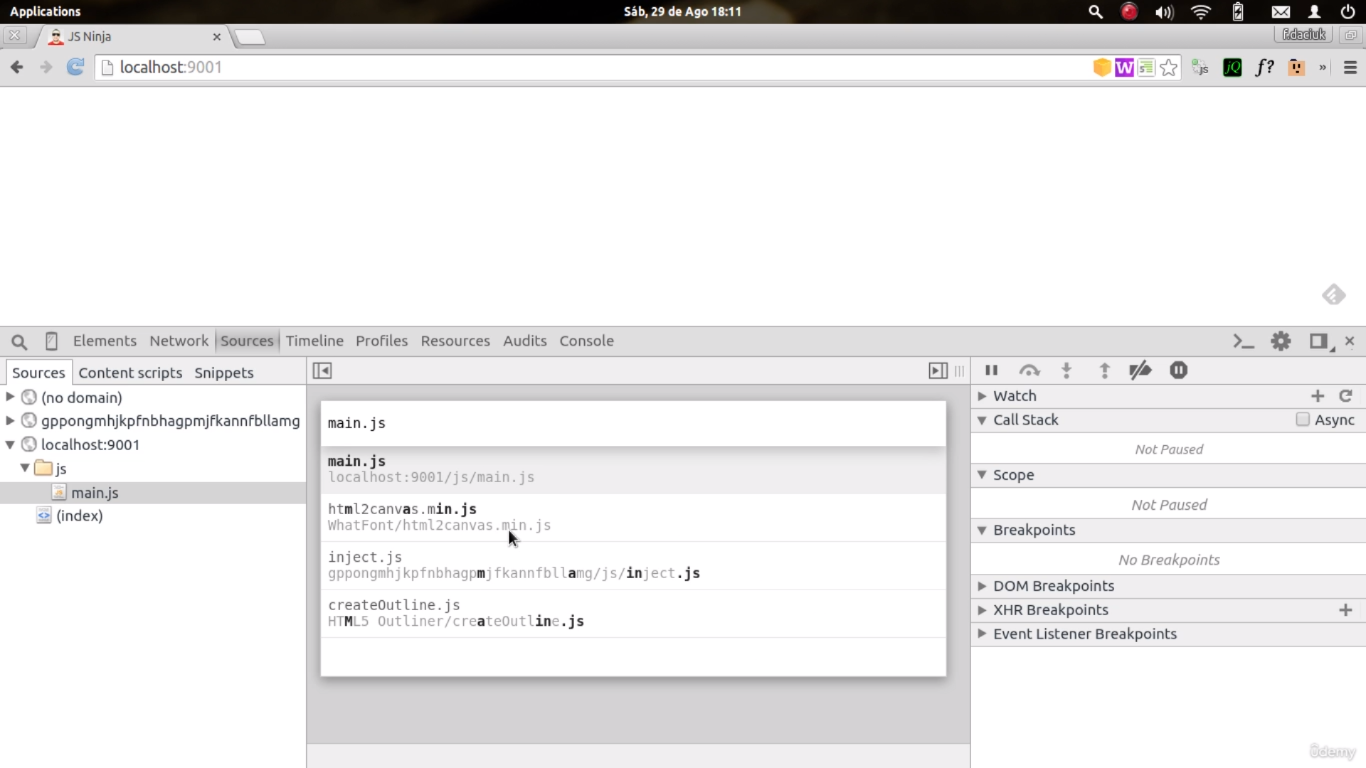 Applications
Sáb, 29 de Ago 18:11
JS Ninja
f.daciuk
localhost:9001
W
js
jQ
f?
»
Elements Network Sources Timeline Profiles Resources Audits Console
Sources Content scripts Snippets
(no domain)
gppongmhjkpfnbhagpmjfkannfbllamg
localhost:9001
js
main.js
(index)
main.js
main.js
localhost:9001/js/main.js
html2canvas.min.js
WhatFont/html2canvas.min.js
inject.js
gppongmhjkpfnbhagpmjfkannfbllamg/js/inject.js
createOutline.js
HTML5 Outliner/createOutline.js
Watch
Call Stack
Async
Not Paused
Scope
Not Paused
Breakpoints
No Breakpoints
DOM Breakpoints
XHR Breakpoints
Event Listener Breakpoints
ûdemy